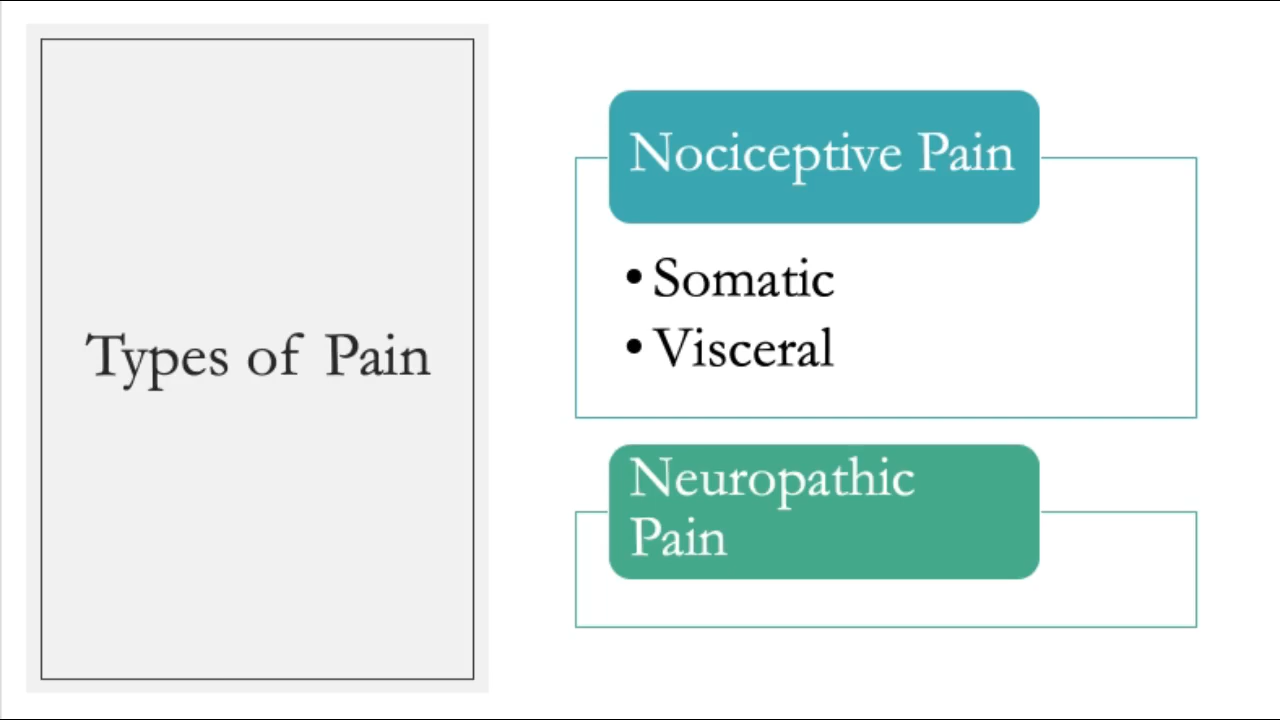 Types of Pain
Nociceptive Pain
• Somatic
• Visceral
Neuropathic
Pain